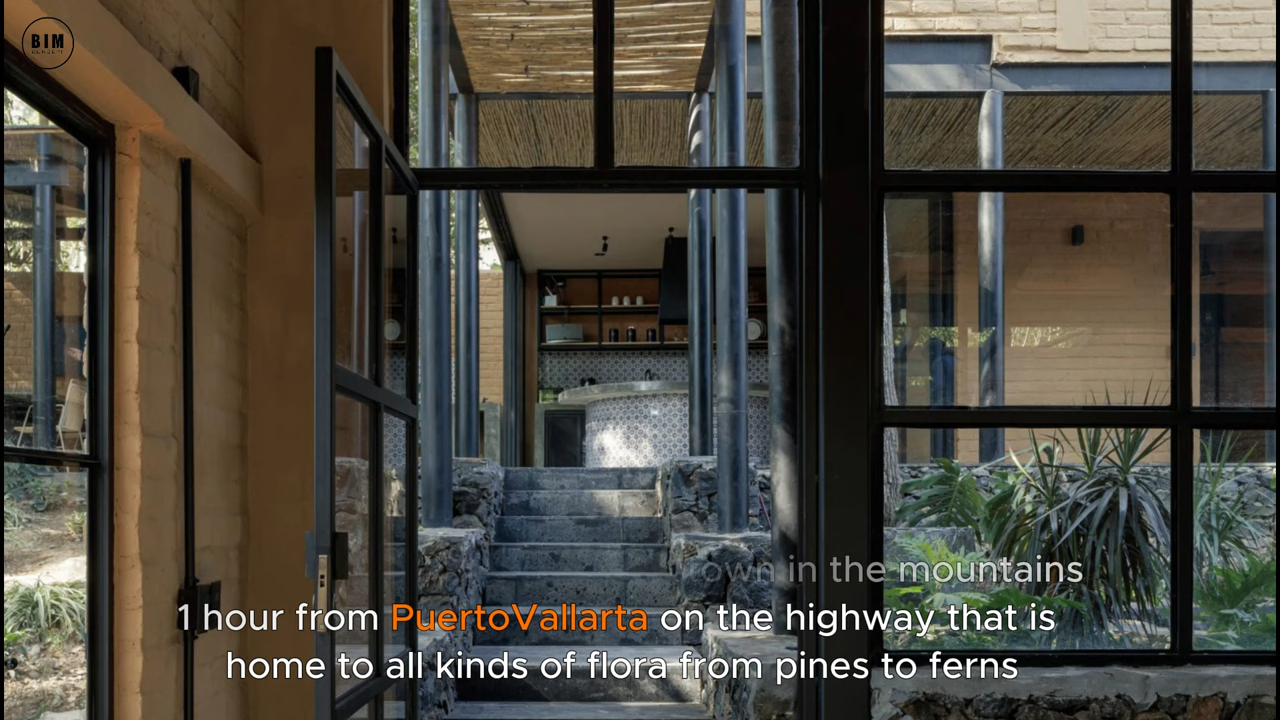 BIM
own in the mountains
1 hour from PuertoVallarta on the highway that is
home to all kinds of flora from pines to ferns